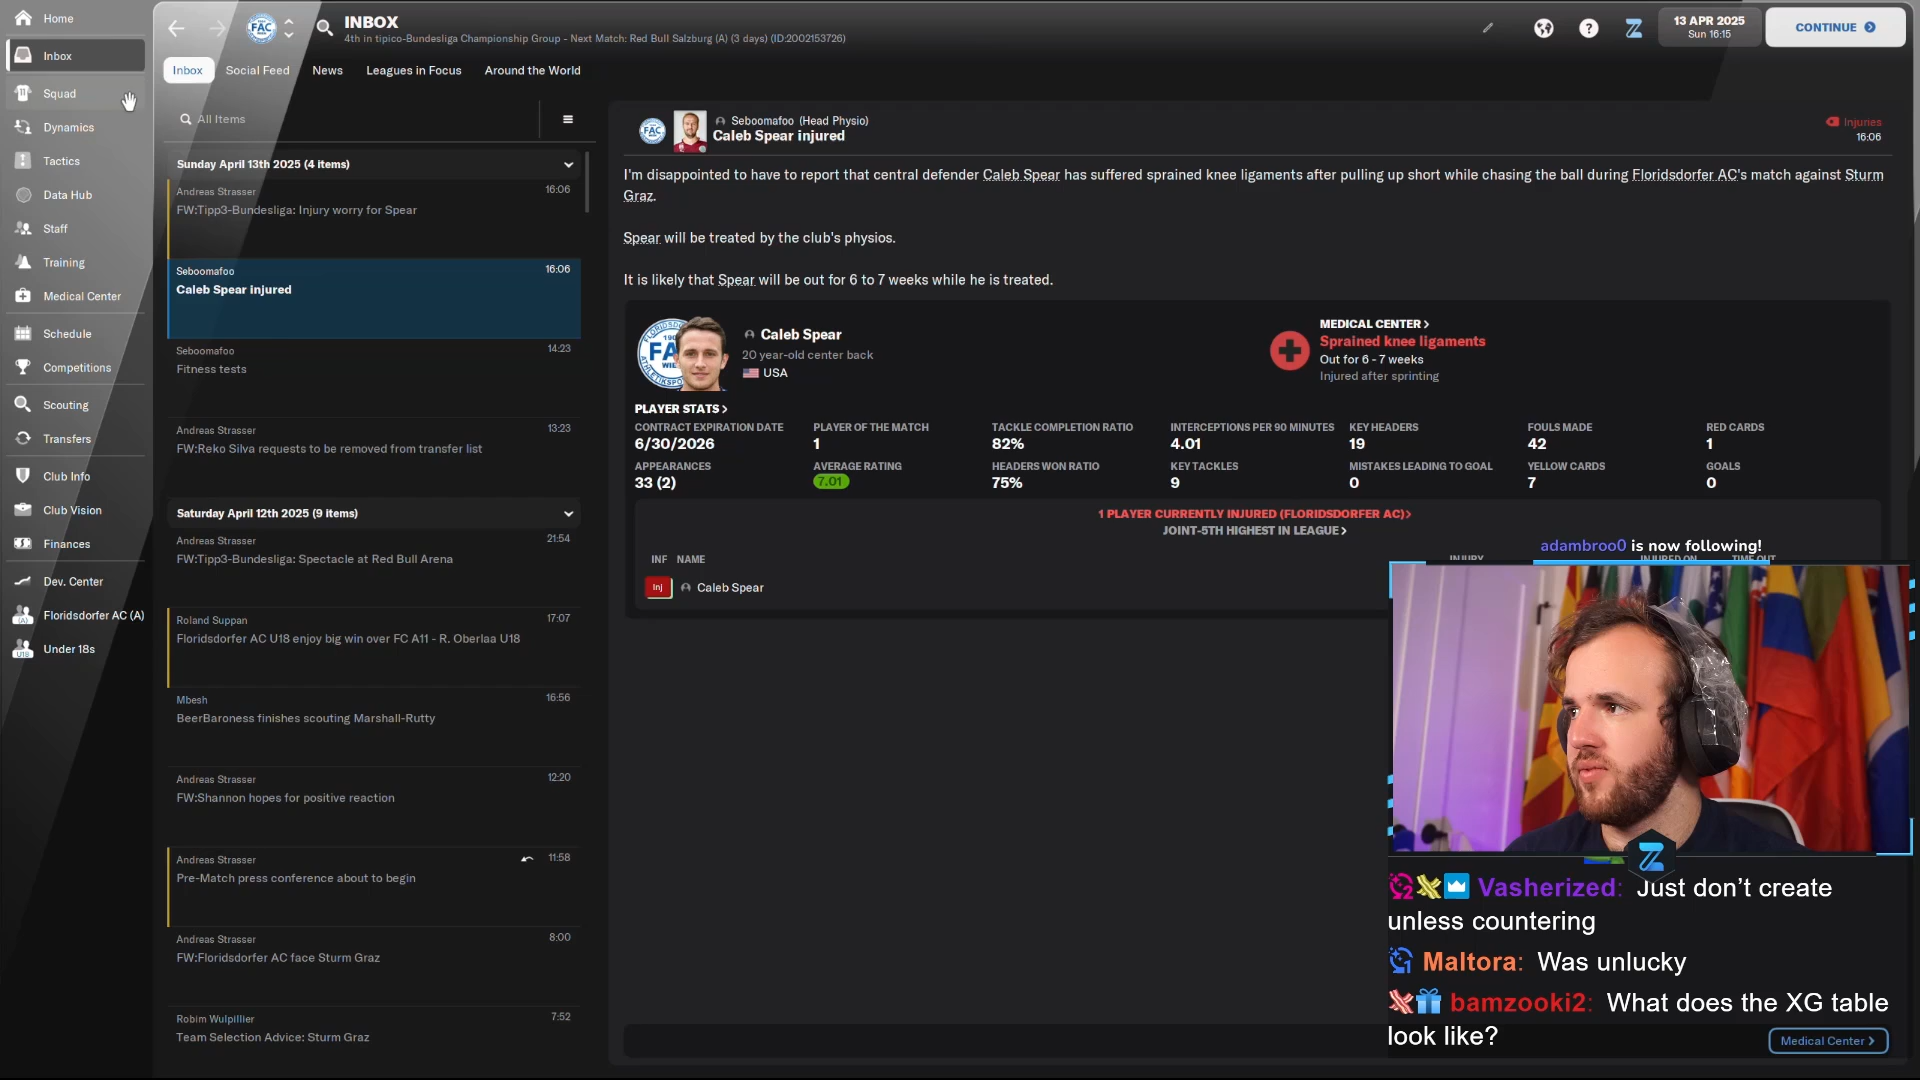 Home
Inbox
Squad
Dynamics
Tactics
Data Hub
Staff
Training
Medical Center
Schedule
Competitions
Scouting
Transfers
Club Info
Club Vision
Finances
Dev. Center
Floridsdorfer AC (A)
Under 18s
INBOX
4th in tipico-Bundesliga Championship Group - Next Match: Red Bull Salzburg (A) (3 days) (ID:2002153726)
13 APR 2025
Sun 16:15
CONTINUE
Inbox Social Feed News Leagues in Focus Around the World
All Items
Sunday April 13th 2025 (4 items)
Andreas Strasser 16:06
FW:Tipp3-Bundesliga: Injury worry for Spear
Seboomafoo 16:06
Caleb Spear injured
Seboomafoo 14:23
Fitness tests
Andreas Strasser 13:23
FW:Reko Silva requests to be removed from transfer list
Saturday April 12th 2025 (9 items)
Andreas Strasser 21:54
FW:Tipp3-Bundesliga: Spectacle at Red Bull Arena
Roland Suppan 17:07
Floridsdorfer AC U18 enjoy big win over FC A11 - R. Oberlaa U18
Mbesh 16:56
BeerBaroness finishes scouting Marshall-Rutty
Andreas Strasser 12:20
FW:Shannon hopes for positive reaction
Andreas Strasser 11:58
Pre-Match press conference about to begin
Andreas Strasser 8:00
FW:Floridsdorfer AC face Sturm Graz
Robim Wulpillier 7:52
Team Selection Advice: Sturm Graz
Seboomafoo (Head Physio)
Caleb Spear injured
Injuries
16:06
I'm disappointed to have to report that central defender Caleb Spear has suffered sprained knee ligaments after pulling up short while chasing the ball during Floridsdorfer AC's match against Sturm
Graz.
Spear will be treated by the club's physios.
It is likely that Spear will be out for 6 to 7 weeks while he is treated.
Caleb Spear
20 year-old center back
USA
MEDICAL CENTER >
Sprained knee ligaments
Out for 6 - 7 weeks
Injured after sprinting
PLAYER STATS >
CONTRACT EXPIRATION DATE PLAYER OF THE MATCH TACKLE COMPLETION RATIO INTERCEPTIONS PER 90 MINUTES KEY HEADERS FOULS MADE RED CARDS
6/30/2026 1 82% 4.01 19 42 1
APPEARANCES AVERAGE RATING HEADERS WON RATIO KEY TACKLES MISTAKES LEADING TO GOAL YELLOW CARDS GOALS
33 (2) 7.01 75% 9 0 7 0
1 PLAYER CURRENTLY INJURED (FLORIDSDORFER AC)>
JOINT-5TH HIGHEST IN LEAGUE >
INF NAME INJURY INJURED ON TIME OUT
Inj Caleb Spear
adambroo0 is now following!
Vasherized: Just don't create
unless countering
Maltora: Was unlucky
bamzooki2: What does the XG table
look like?
Medical Center >